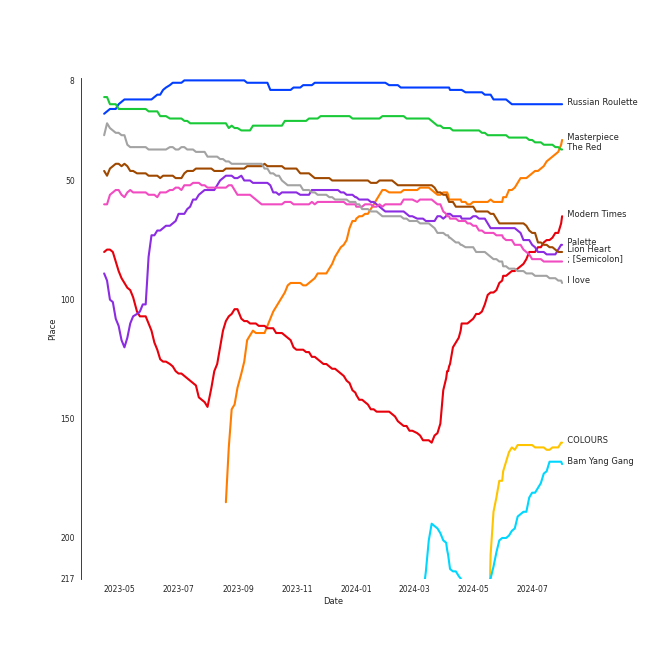 8
50
100
150
200
217
Place
2023-05
2023-07
2023-09
2023-11
2024-01
2024-03
2024-05
2024-07
Date
Russian Roulette
Masterpiece
The Red
Modern Times
Palette
Lion Heart
; [Semicolon]
I love
COLOURS
Bam Yang Gang